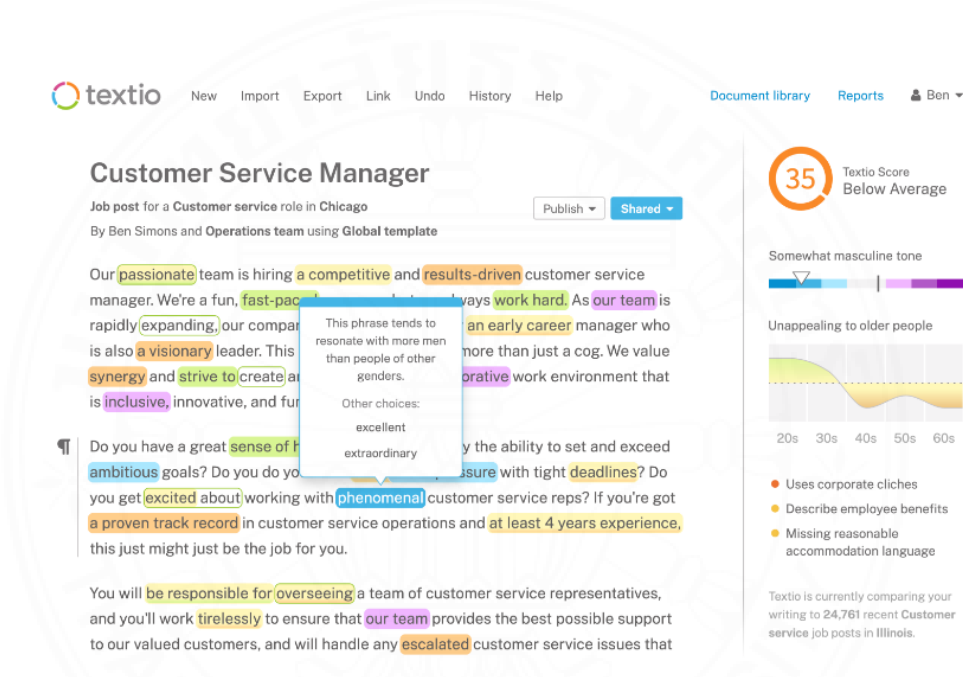 textio New Import Export Link Undo History Help Document library Reports Ben
Customer Service Manager
Job post for a Customer service role in Chicago
By Ben Simons and Operations team using Global template
Publish Shared
Our passionate team is hiring a competitive and results-driven customer service
manager. We're a fun, fast-pac ways work hard. As our team is
rapidly expanding, our compan an early career manager who
is also a visionary leader. This more than just a cog. We value
synergy and strive to create a orative work environment that
is inclusive, innovative, and fun
This phrase tends to
resonate with more men
than people of other
genders.
Other choices:
excellent
extraordinary
¶ Do you have a great sense of h y the ability to set and exceed
ambitious goals? Do you do yo ssure with tight deadlines? Do
you get excited about working with phenomenal customer service reps? If you're got
a proven track record in customer service operations and at least 4 years experience,
this just might just be the job for you.
You will be responsible for overseeing a team of customer service representatives,
and you'll work tirelessly to ensure that our team provides the best possible support
to our valued customers, and will handle any escalated customer service issues that
35
Textio Score
Below Average
Somewhat masculine tone
Unappealing to older people
20s 30s 40s 50s 60s
Uses corporate cliches
Describe employee benefits
Missing reasonable
accommodation language
Textio is currently comparing your
writing to 24,761 recent Customer
service job posts in Illinois.